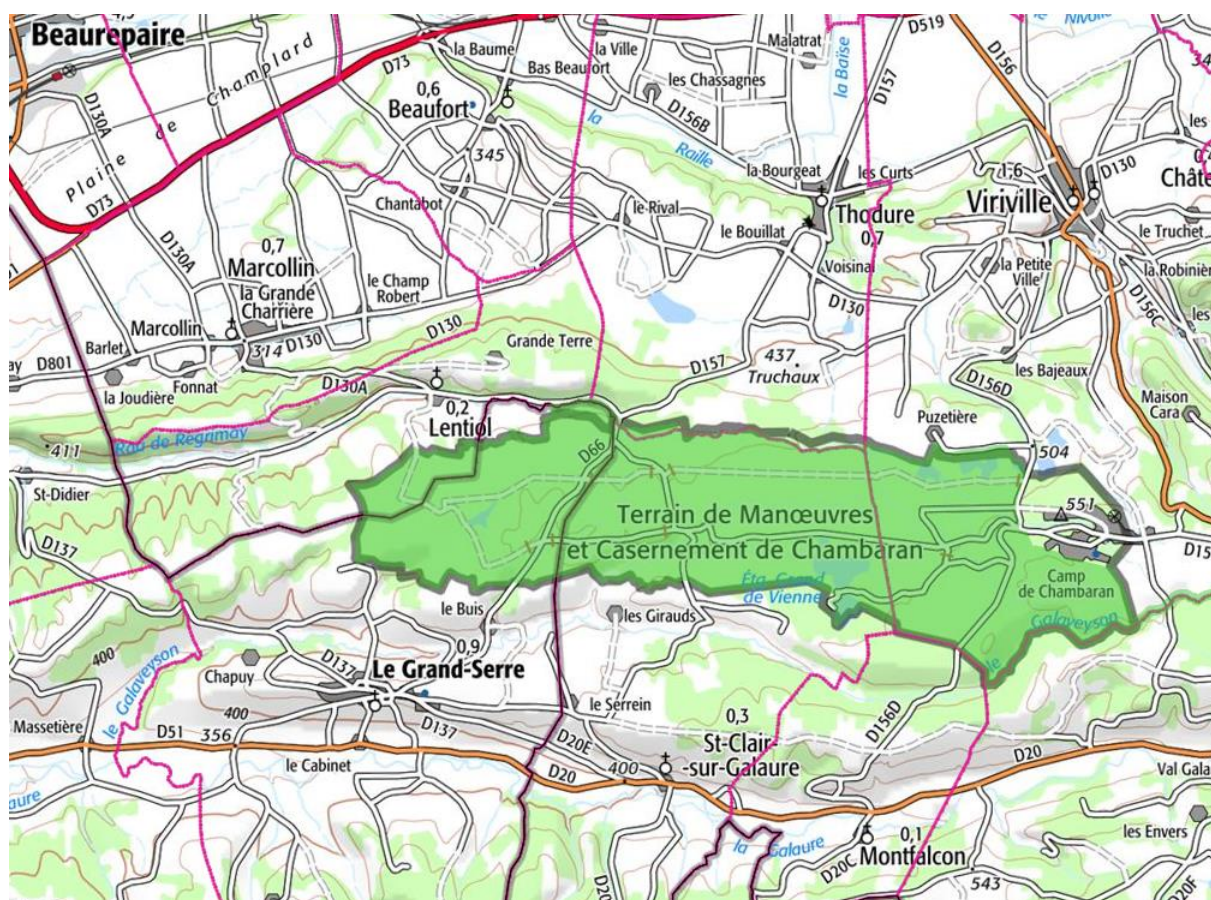 Beaurepaire
la Baume
la Ville
Malatrat
la Baïse
D519
D156
D157
D73
Bas Beaufort
les Chassagnes
D130A
Plaine de Champlard
0,6
Beaufort
D156B
la
Raille
345
la Bourgeat
les Curts
1,6
D130
les
Viriville
Châte
Thodure
0,7
D73
Chantabot
le Rival
le Bouillat
Voisinal
le Truchet
la Petite
Ville
la Robiniè
D130A
0,7
Marcollin
la Grande
Charrière
le Champ
Robert
D130
D156C
les
Marcollin
314
D130
D130
Grande Terre
D157
437
Truchaux
les Bajeaux
D156D
Barlet
D801
Fonnat
la Joudière
D130A
0,2
Lentiol
Maison
Cara
Puzetière
504
411
Rau de Regrimay
D66
St-Didier
551
Terrain de Manœuvres
et Casernement de Chambaran
D15
D137
Camp
de Chambaran
Étg. Grand
de Vienne
le Buis
les Girauds
le Galaveyson
400
0,9
Le Grand-Serre
D137
Chapuy
400
Massetière
D51
356
D137
le Serrein
D20E
0,3
St-Clair-
-sur-Galaure
D156D
D20
le Cabinet
D20
400
Val Gala
les Envers
la Galaure
0,1
Montfalcon
D20C
543
D20F